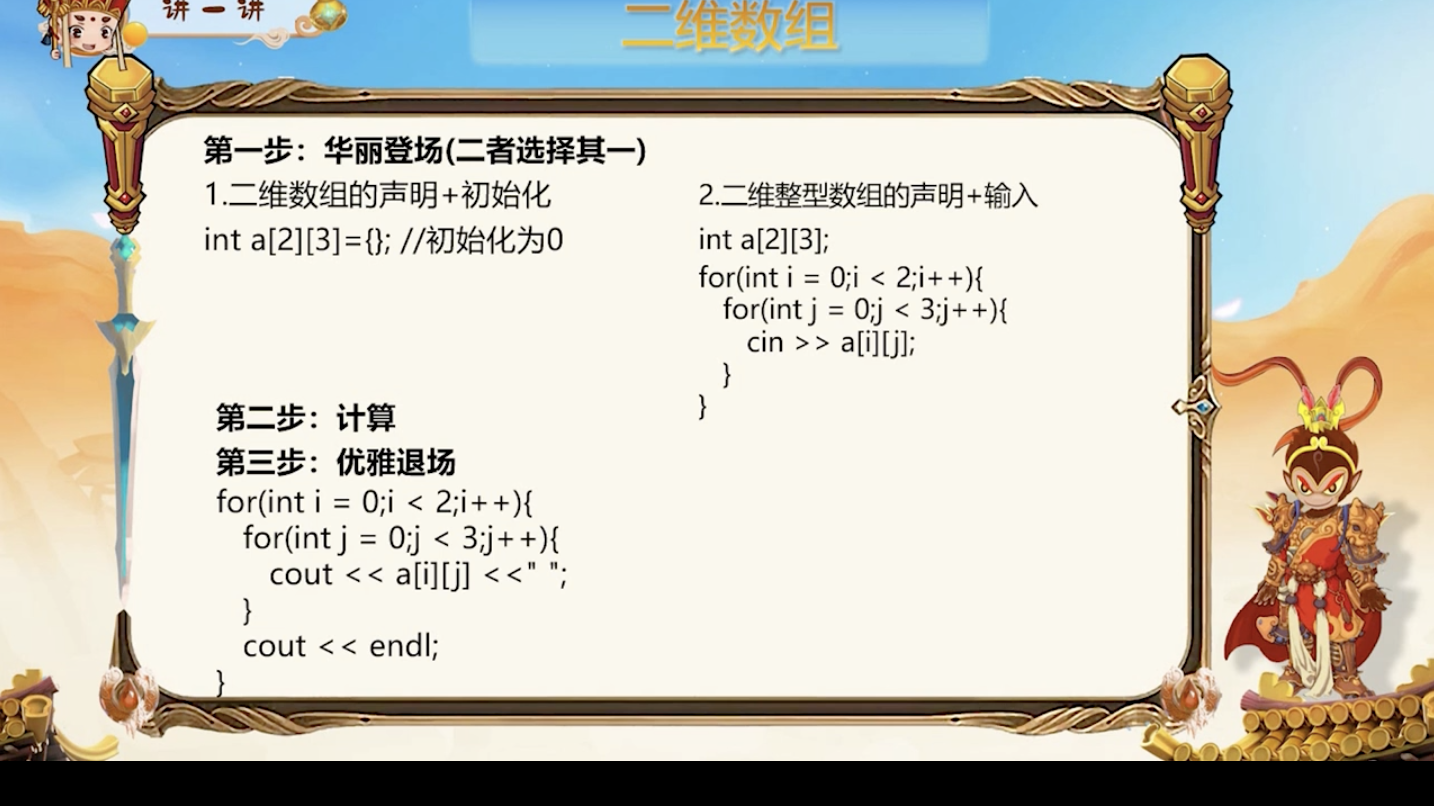 讲一讲
二维数组
第一步：华丽登场(二者选择其一)
1.二维数组的声明+初始化
int a[2][3]={}; //初始化为0
2.二维整型数组的声明+输入
int a[2][3];
for(int i = 0;i < 2;i++){
for(int j = 0;j < 3;j++){
cin >> a[i][j];
}
}
第二步：计算
第三步：优雅退场
for(int i = 0;i < 2;i++){
for(int j = 0;j < 3;j++){
cout << a[i][j] <<" ";
}
cout << endl;
}